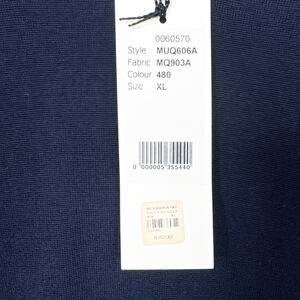 0060570
Style MUQ606A
Fabric MQ903A
Colour 480
Size XL
0 000005 355440